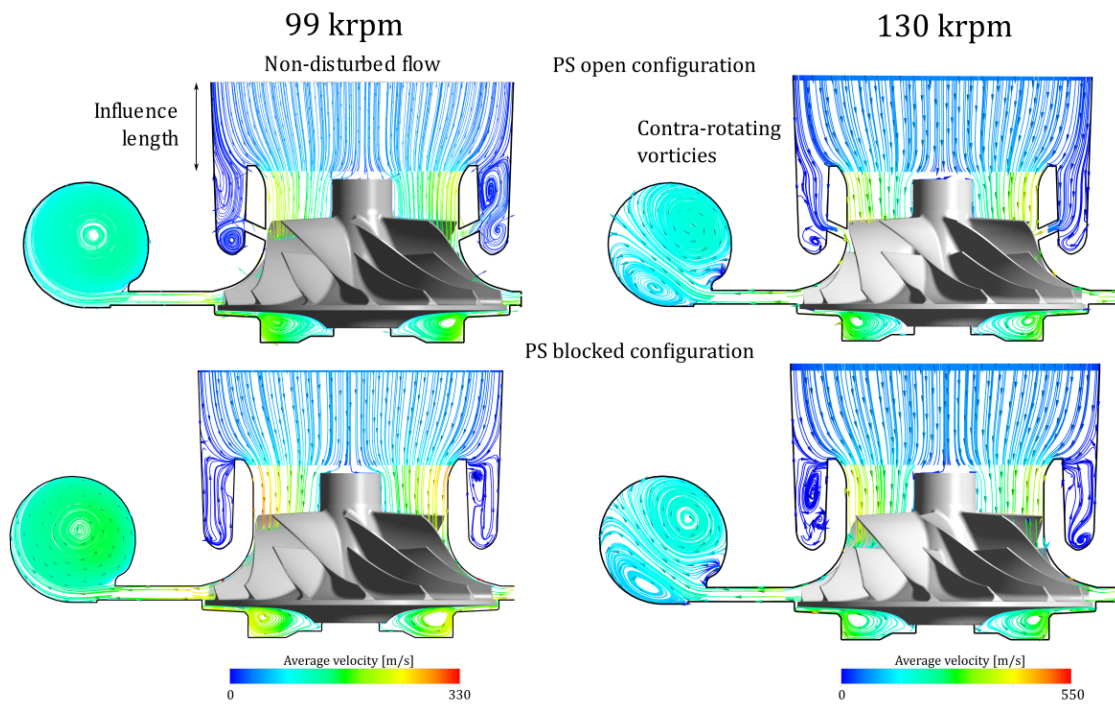 99 krpm
130 krpm
Non-disturbed flow
PS open configuration
Influence
length
Contra-rotating
vorticies
PS blocked configuration
Average velocity [m/s]
0
330
Average velocity [m/s]
0
550